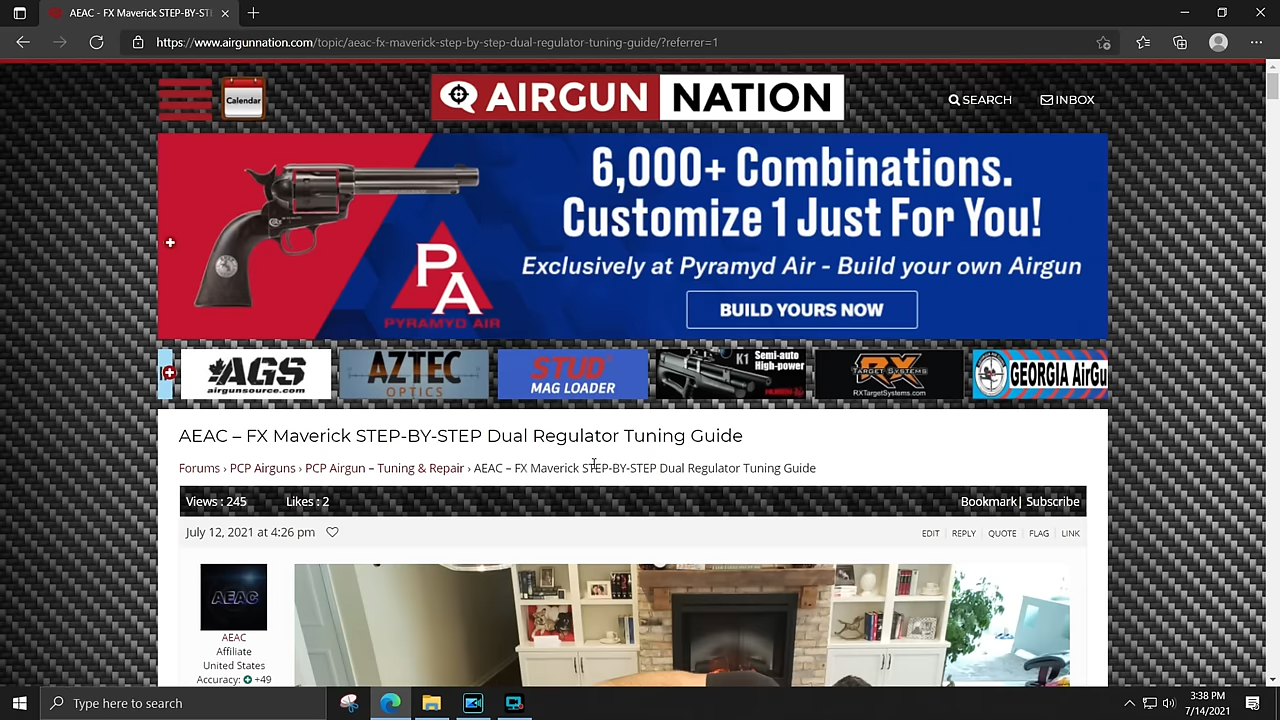 AEAC - FX Maverick STEP-BY-STE
https://www.airgunnation.com/topic/aeac-fx-maverick-step-by-step-dual-regulator-tuning-guide/?referrer=1
Calendar
AIRGUN NATION
SEARCH
INBOX
6,000+ Combinations.
Customize 1 Just For You!
Exclusively at Pyramyd Air - Build your own Airgun
PA
PYRAMYD AIR
BUILD YOURS NOW
AGS
airgunsource.com
AZTEC
OPTICS
STUD
MAG LOADER
K1
Semi-auto
High-power
RX
TARGET SYSTEMS
RXTargetSystems.com
GEORGIA AirGu
AEAC – FX Maverick STEP-BY-STEP Dual Regulator Tuning Guide
Forums › PCP Airguns › PCP Airgun – Tuning & Repair › AEAC – FX Maverick STEP-BY-STEP Dual Regulator Tuning Guide
Views : 245
Likes : 2
Bookmark| Subscribe
July 12, 2021 at 4:26 pm
EDIT | REPLY | QUOTE | FLAG | LINK
AEAC
AEAC
Affiliate
United States
Accuracy: +49
Type here to search
3:38 PM
7/14/2021